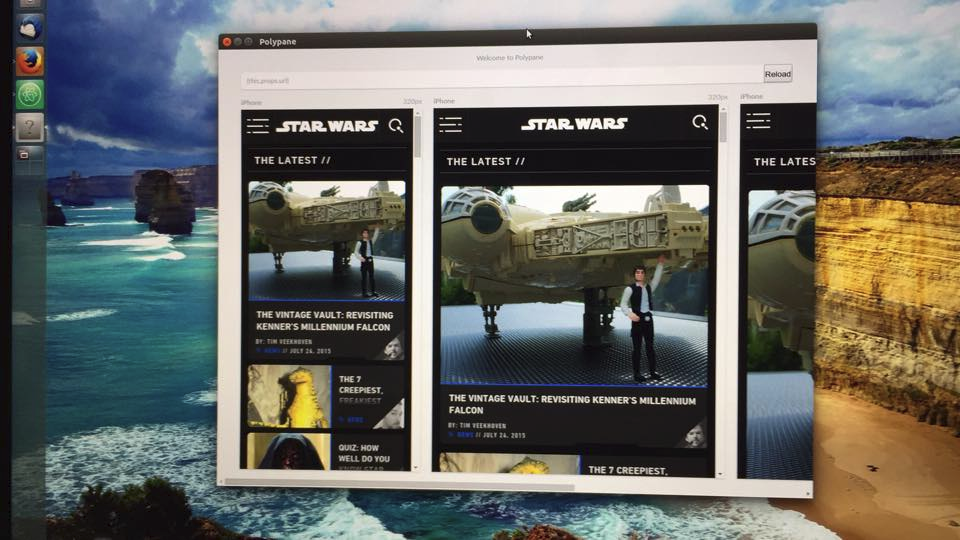 Polypane
Welcome to Polypane
{this.props.url}
Reload
iPhone
320px
STAR WARS
THE LATEST //
THE VINTAGE VAULT: REVISITING
KENNER'S MILLENNIUM FALCON
BY: TIM VEEKHOVEN
NEWS // JULY 24, 2015
THE 7
CREEPIEST,
FREAKIEST
QUIZ: HOW
WELL DO YOU
KNOW STAR
iPhone
320px
STAR WARS
THE LATEST //
THE VINTAGE VAULT: REVISITING KENNER'S MILLENNIUM
FALCON
BY: TIM VEEKHOVEN
NEWS // JULY 24, 2015
THE 7 CREEPIEST,
iPhone
THE LATES